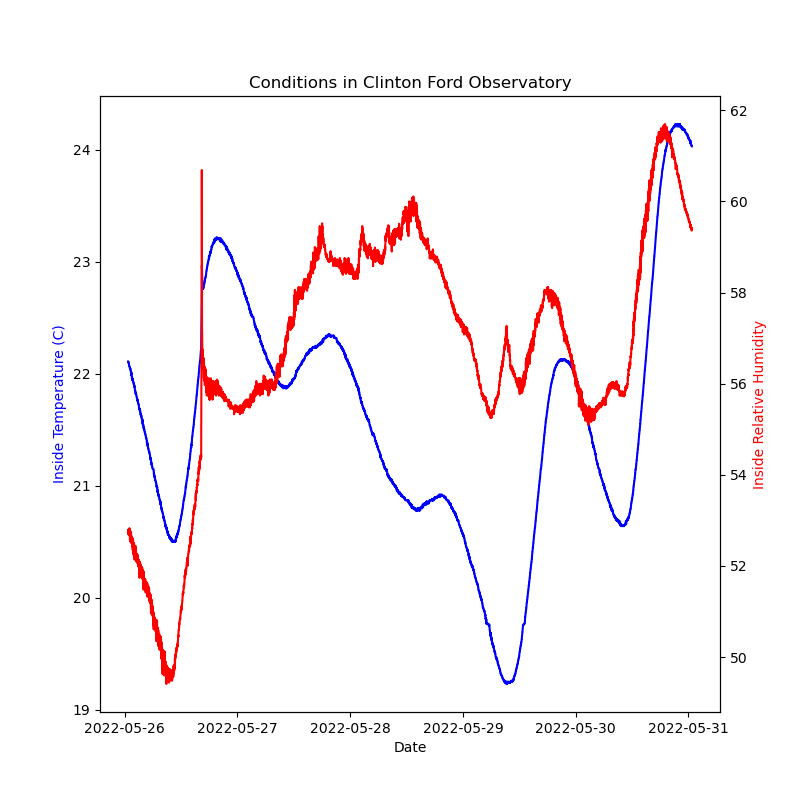 Conditions in Clinton Ford Observatory
24
23
22
21
20
19
Inside Temperature (C)
62
60
58
56
54
52
50
Inside Relative Humidity
2022-05-26 2022-05-27 2022-05-28 2022-05-29 2022-05-30 2022-05-31
Date